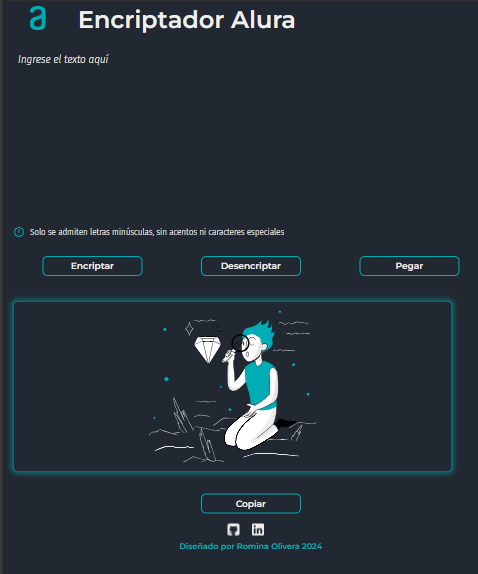 a Encriptador Alura
Ingrese el texto aquí
Solo se admiten letras minúsculas, sin acentos ni caracteres especiales
Encriptar Desencriptar Pegar
Copiar
in
Diseñado por Romina Olivera 2024